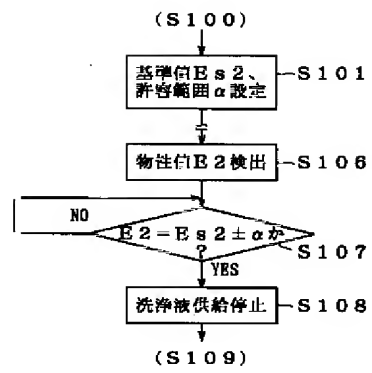 (S100)
基準値Es2、 S101
許容範囲α設定
物性値E2検出 S106
NO
E2=Es2±αか S107
?
YES
洗浄液供給停止 S108
(S109)